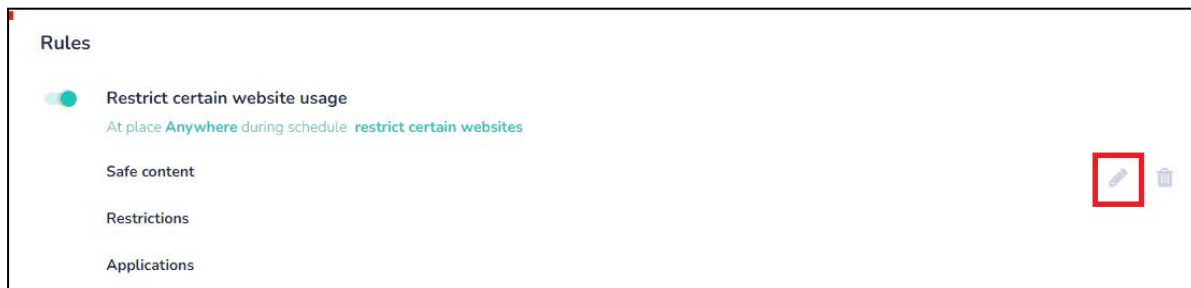 Rules
Restrict certain website usage
At place Anywhere during schedule restrict certain websites
Safe content
Restrictions
Applications